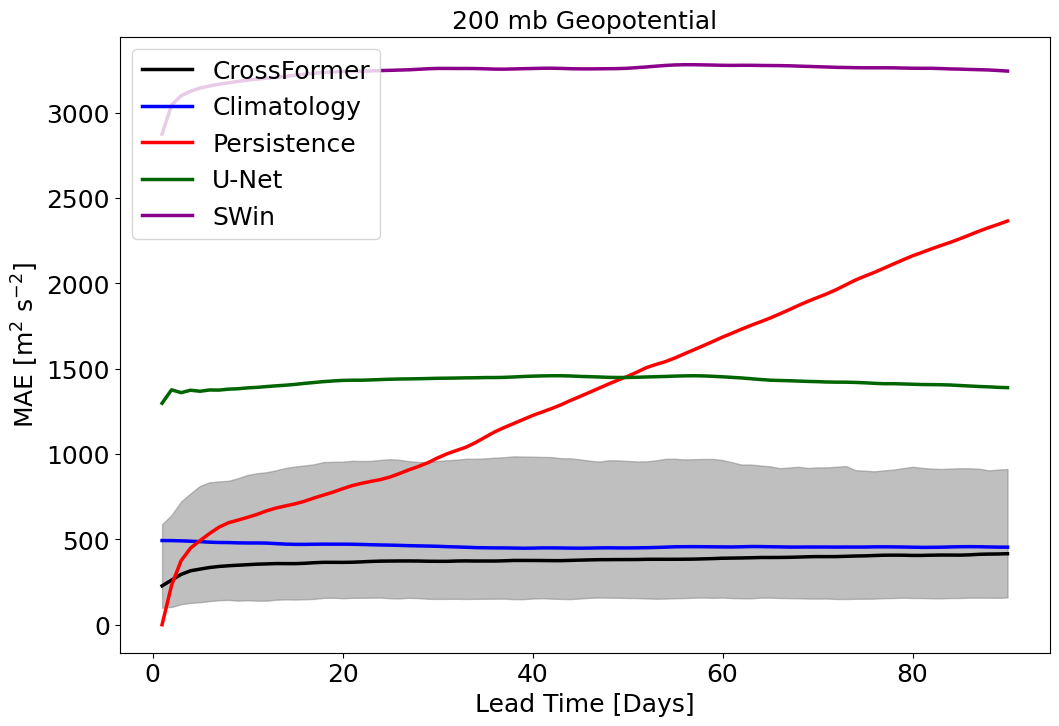 200 mb Geopotential
CrossFormer
Climatology
Persistence
U-Net
SWin
MAE [m² s⁻²]
3000
2500
2000
1500
1000
500
0
0 20 40 60 80
Lead Time [Days]